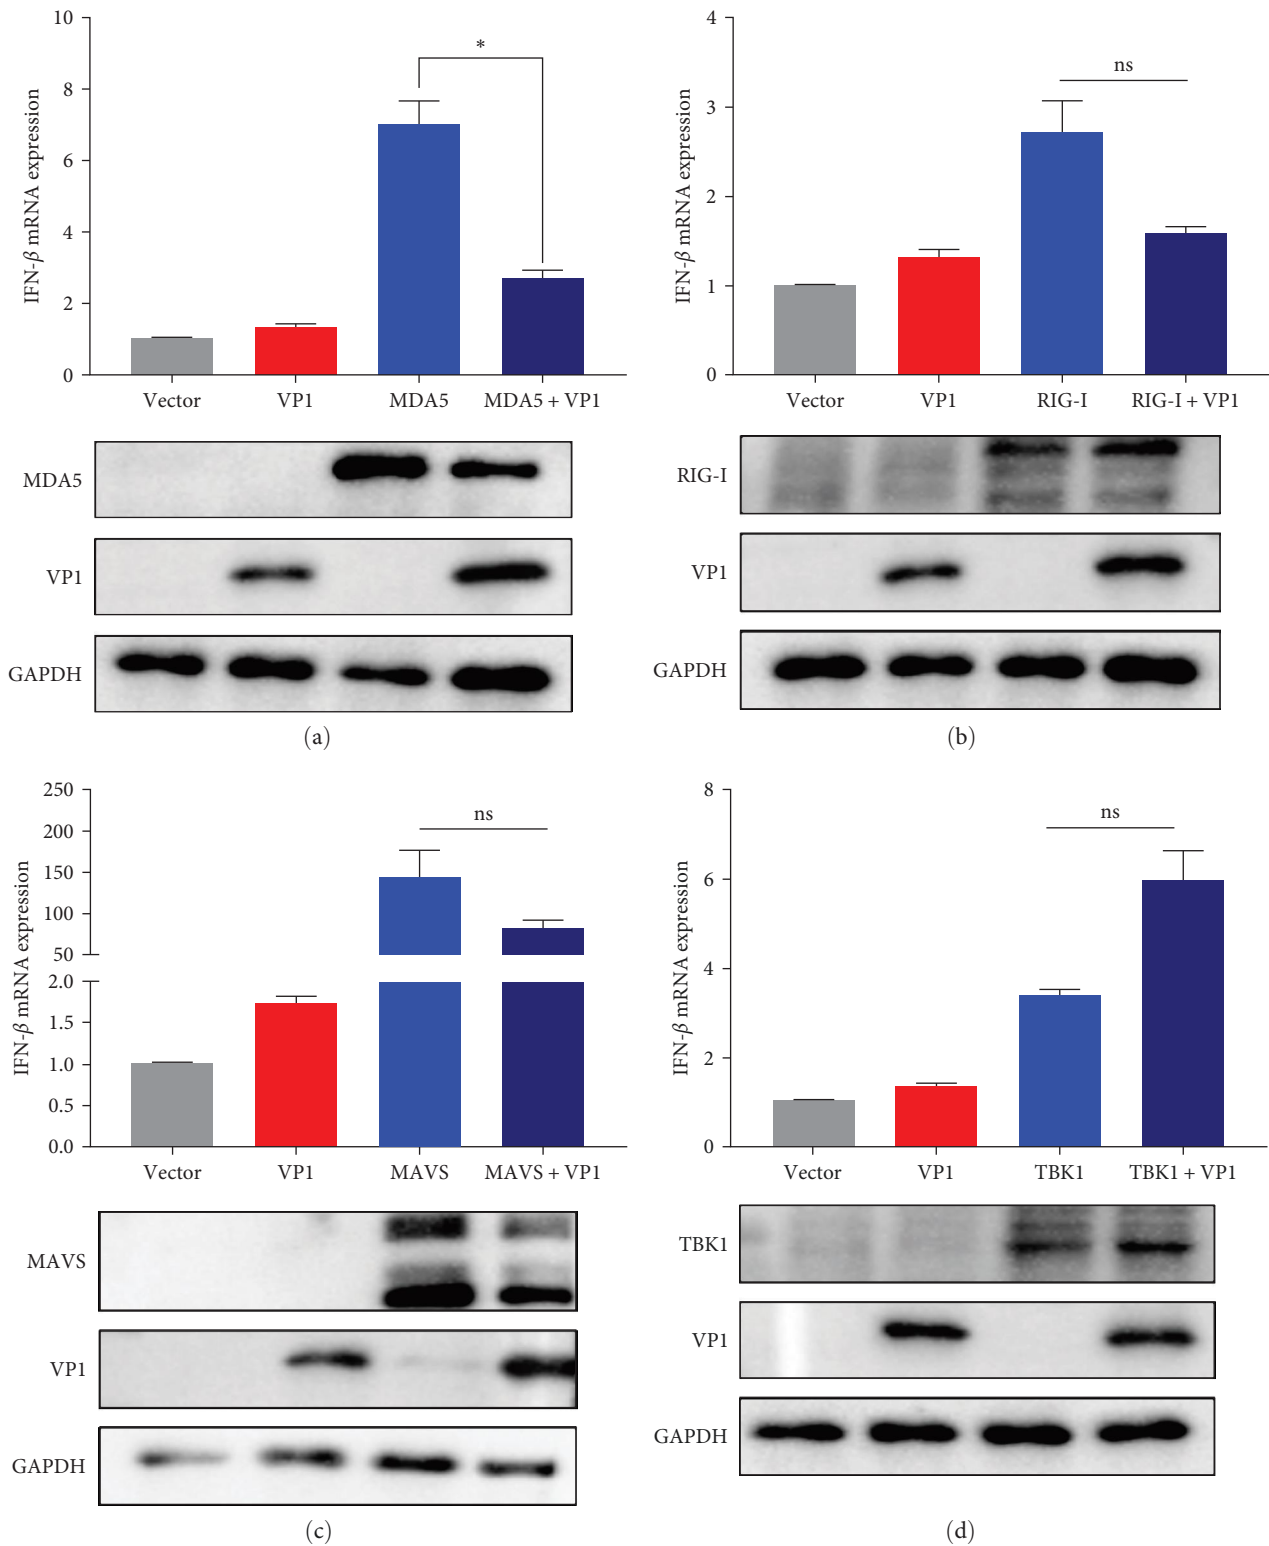 10
8
6
4
2
0
IFN-β mRNA expression
*
Vector VP1 MDA5 MDA5 + VP1
MDA5
VP1
GAPDH
(a)
4
3
2
1
0
IFN-β mRNA expression
ns
Vector VP1 RIG-I RIG-I + VP1
RIG-I
VP1
GAPDH
(b)
250
200
150
100
50
2.0
1.5
1.0
0.5
0.0
IFN-β mRNA expression
ns
Vector VP1 MAVS MAVS + VP1
MAVS
VP1
GAPDH
(c)
8
6
4
2
0
IFN-β mRNA expression
ns
Vector VP1 TBK1 TBK1 + VP1
TBK1
VP1
GAPDH
(d)